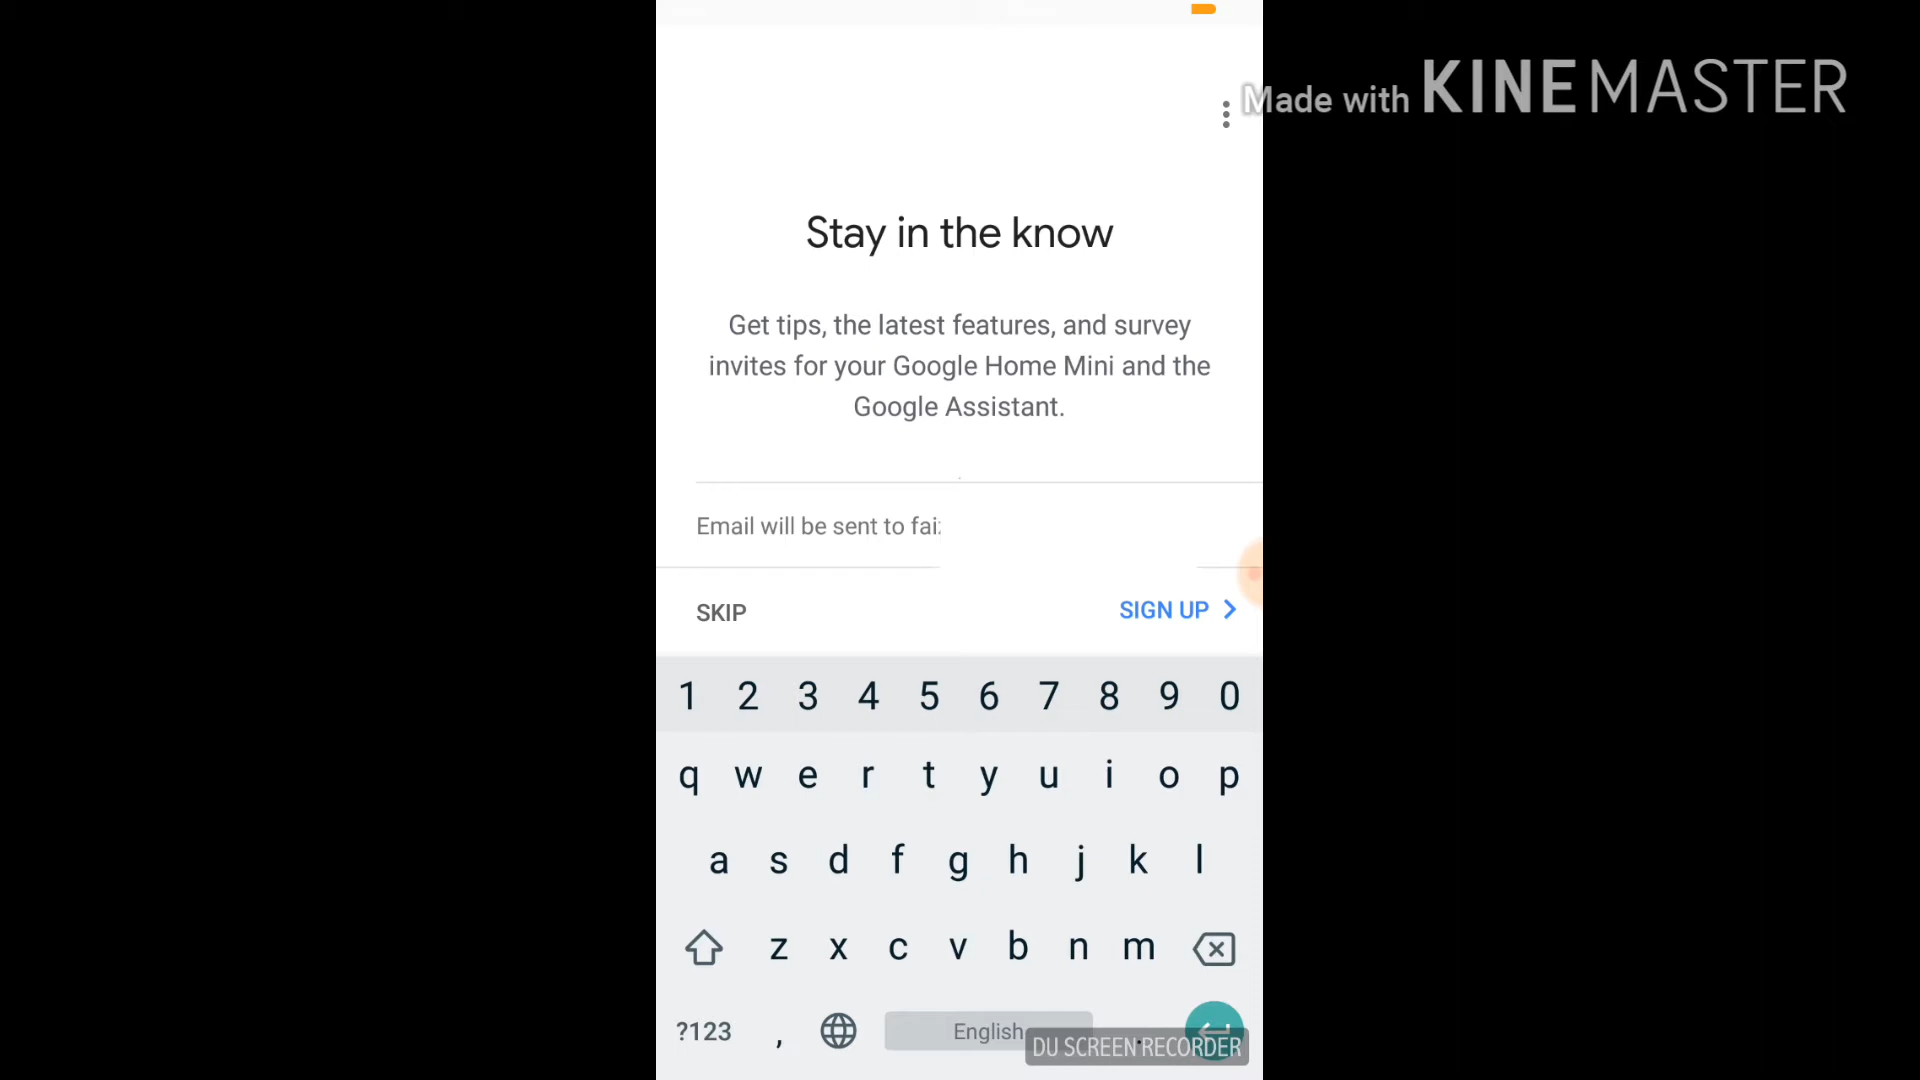 Made with KINEMASTER
Stay in the know
Get tips, the latest features, and survey
invites for your Google Home Mini and the
Google Assistant.
Email will be sent to fai
SKIP
SIGN UP
1 2 3 4 5 6 7 8 9 0
q w e r t y u i o p
a s d f g h j k l
z x c v b n m
?123 , English .
DU SCREEN RECORDER